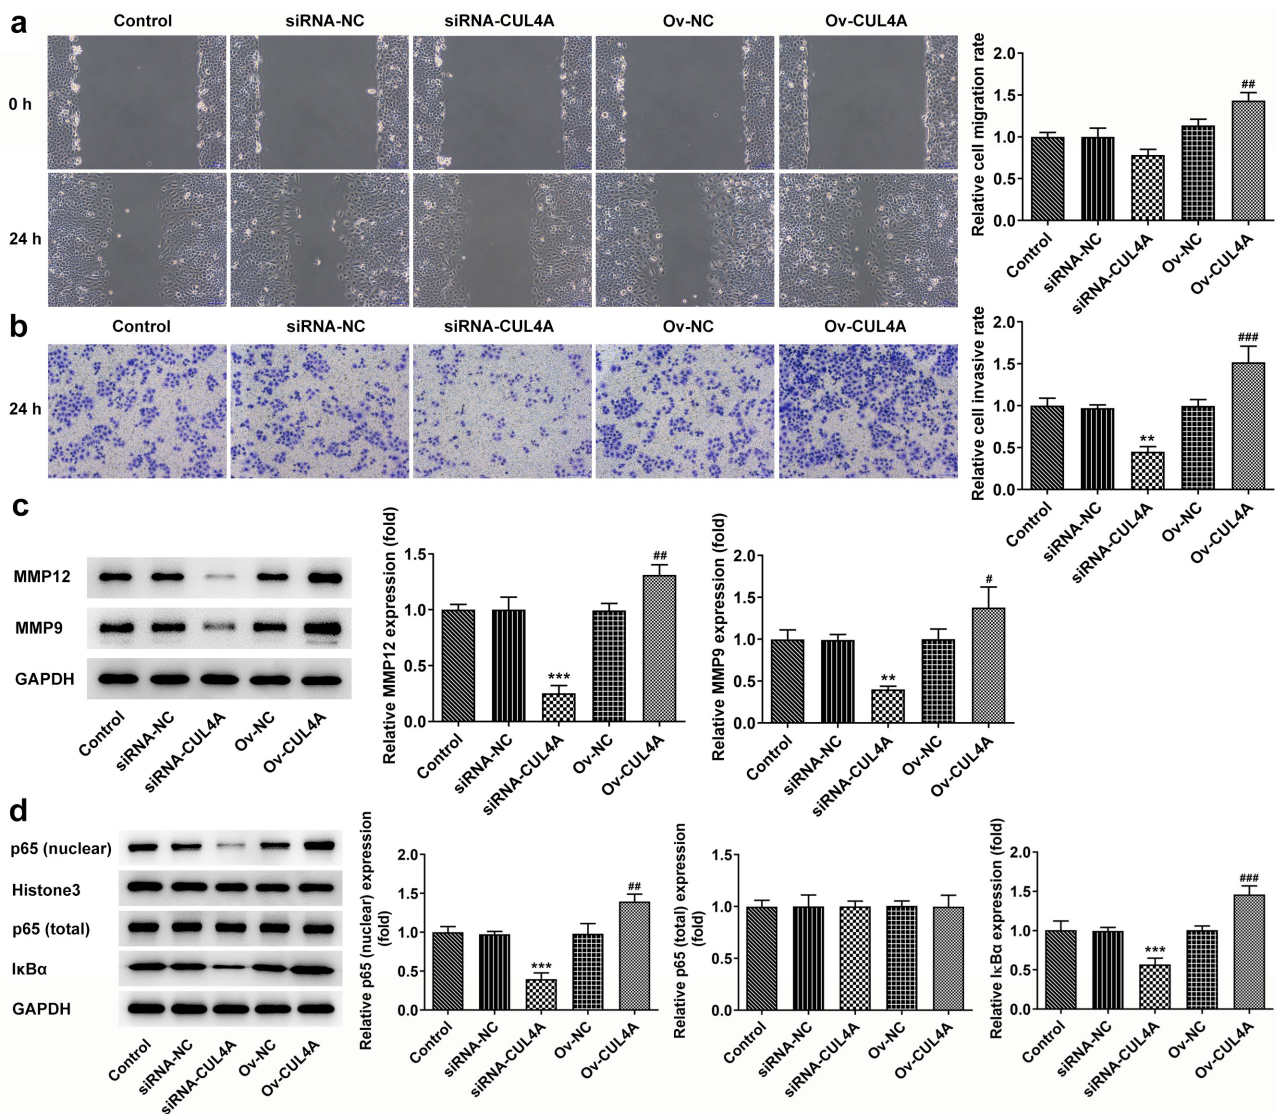 a
Control
siRNA-NC
siRNA-CUL4A
Ov-NC
Ov-CUL4A
0 h
24 h
Relative cell migration rate
2.0
1.5
1.0
0.5
0.0
##
Control
siRNA-NC
siRNA-CUL4A
Ov-NC
Ov-CUL4A
b
Control
siRNA-NC
siRNA-CUL4A
Ov-NC
Ov-CUL4A
24 h
Relative cell invasive rate
2.0
1.5
1.0
0.5
0.0
**
###
Control
siRNA-NC
siRNA-CUL4A
Ov-NC
Ov-CUL4A
c
MMP12
MMP9
GAPDH
Control
siRNA-NC
siRNA-CUL4A
Ov-NC
Ov-CUL4A
Relative MMP12 expression (fold)
1.5
1.0
0.5
0.0
***
##
Control
siRNA-NC
siRNA-CUL4A
Ov-NC
Ov-CUL4A
Relative MMP9 expression (fold)
2.0
1.5
1.0
0.5
0.0
**
#
Control
siRNA-NC
siRNA-CUL4A
Ov-NC
Ov-CUL4A
d
p65 (nuclear)
Histone3
p65 (total)
IκBα
GAPDH
Control
siRNA-NC
siRNA-CUL4A
Ov-NC
Ov-CUL4A
Relative p65 (nuclear) expression
(fold)
2.0
1.5
1.0
0.5
0.0
***
##
Control
siRNA-NC
siRNA-CUL4A
Ov-NC
Ov-CUL4A
Relative p65 (total) expression
(fold)
1.5
1.0
0.5
0.0
Control
siRNA-NC
siRNA-CUL4A
Ov-NC
Ov-CUL4A
Relative IκBα expression (fold)
2.0
1.5
1.0
0.5
0.0
***
###
Control
siRNA-NC
siRNA-CUL4A
Ov-NC
Ov-CUL4A